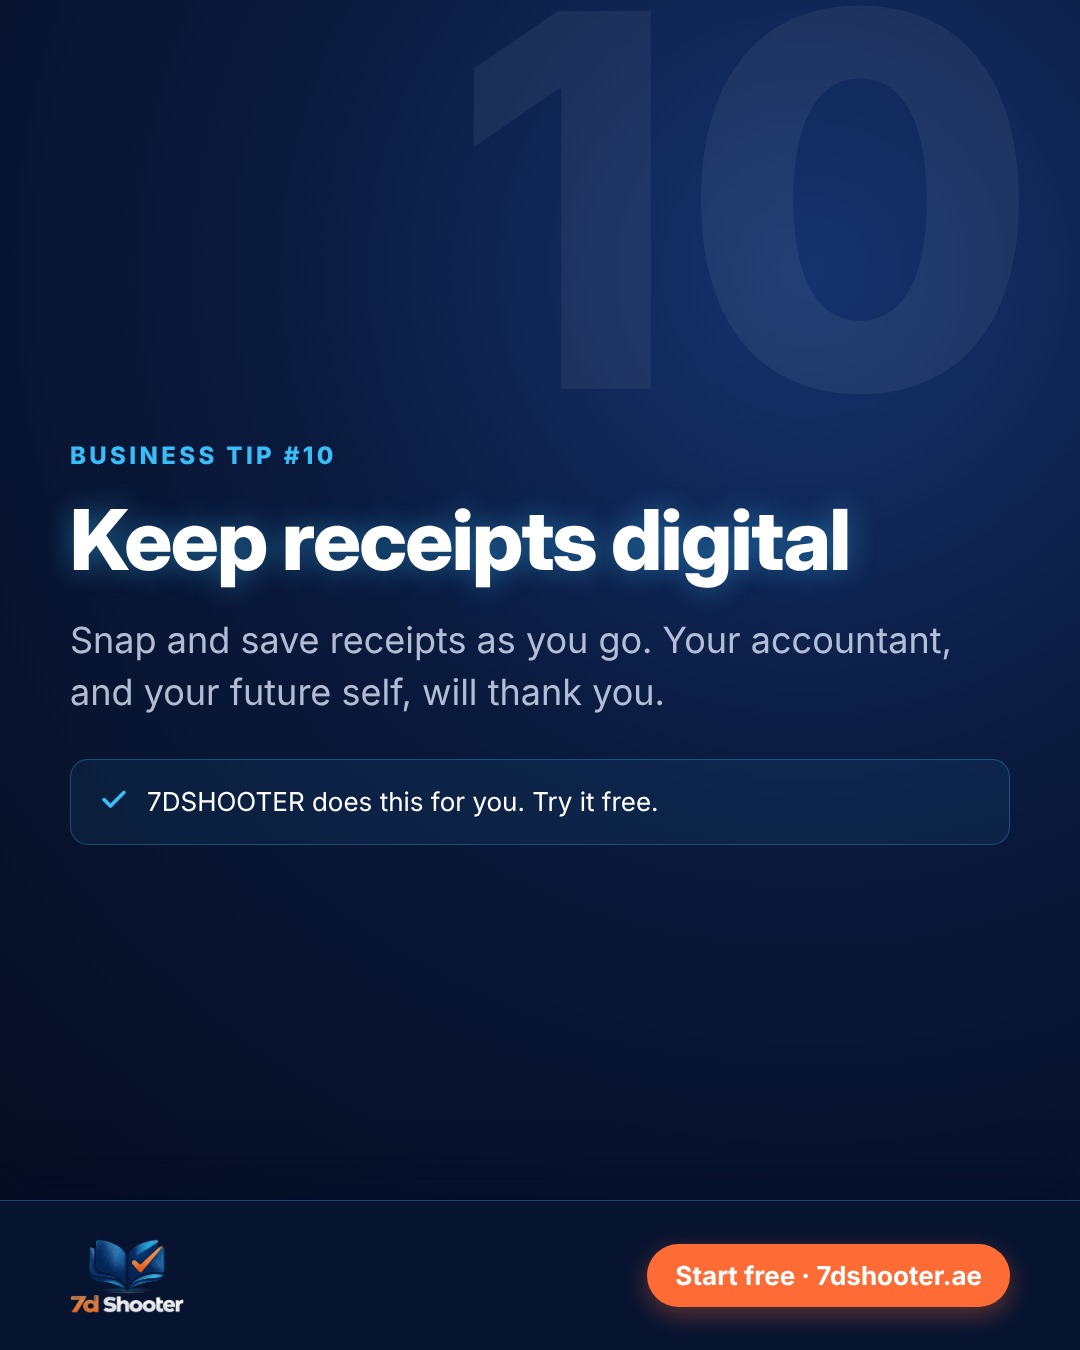 10
BUSINESS TIP #10
Keep receipts digital
Snap and save receipts as you go. Your accountant,
and your future self, will thank you.
7DSHOOTER does this for you. Try it free.
7d Shooter
Start free · 7dshooter.ae